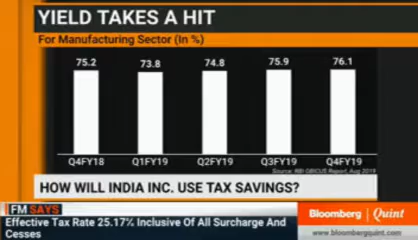 YIELD TAKES A HIT
For Manufacturing Sector (In %)
75.2 73.8 74.8 75.9 76.1
Q4FY18 Q1FY19 Q2FY19 Q3FY19 Q4FY19
Source: RBI OBICUS Report, Aug 2019
HOW WILL INDIA INC. USE TAX SAVINGS?
FM SAYS
Effective Tax Rate 25.17% Inclusive Of All Surcharge And
Cesses
Bloomberg | Quint
www.bloombergquint.com